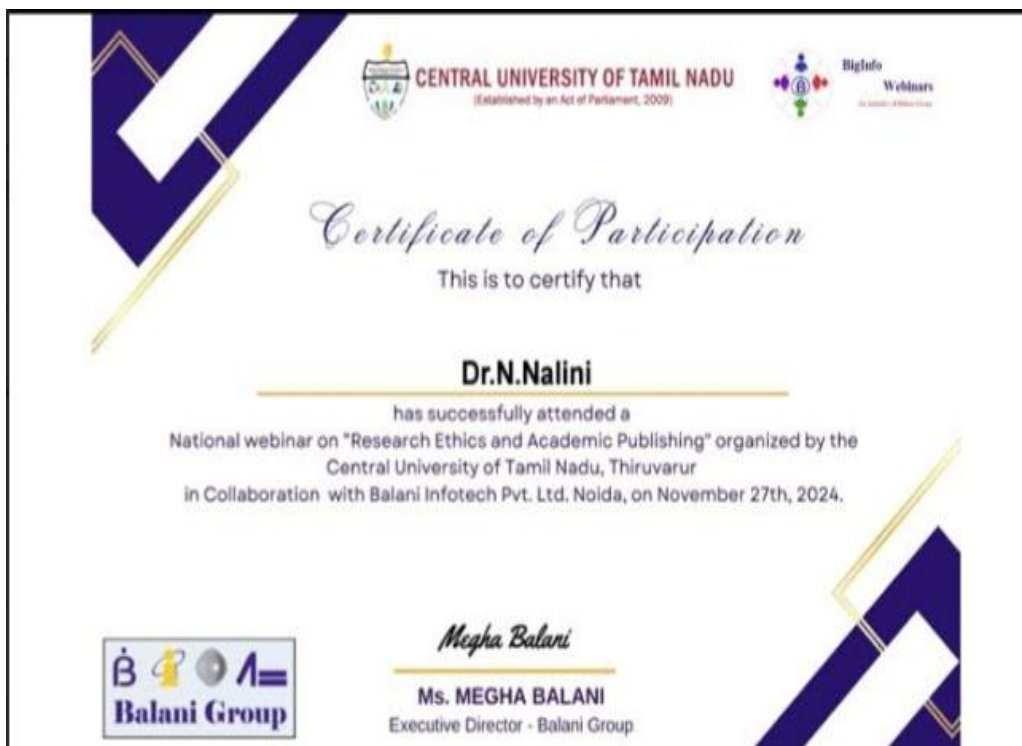 CENTRAL UNIVERSITY OF TAMIL NADU
(Established by an Act of Parliament, 2009)
BigInfo
Webinars
Certificate of Participation
This is to certify that
Dr.N.Nalini
has successfully attended a
National webinar on "Research Ethics and Academic Publishing" organized by the
Central University of Tamil Nadu, Thiruvarur
in Collaboration with Balani Infotech Pvt. Ltd. Noida, on November 27th, 2024.
Megha Balani
Balani Group
Ms. MEGHA BALANI
Executive Director - Balani Group